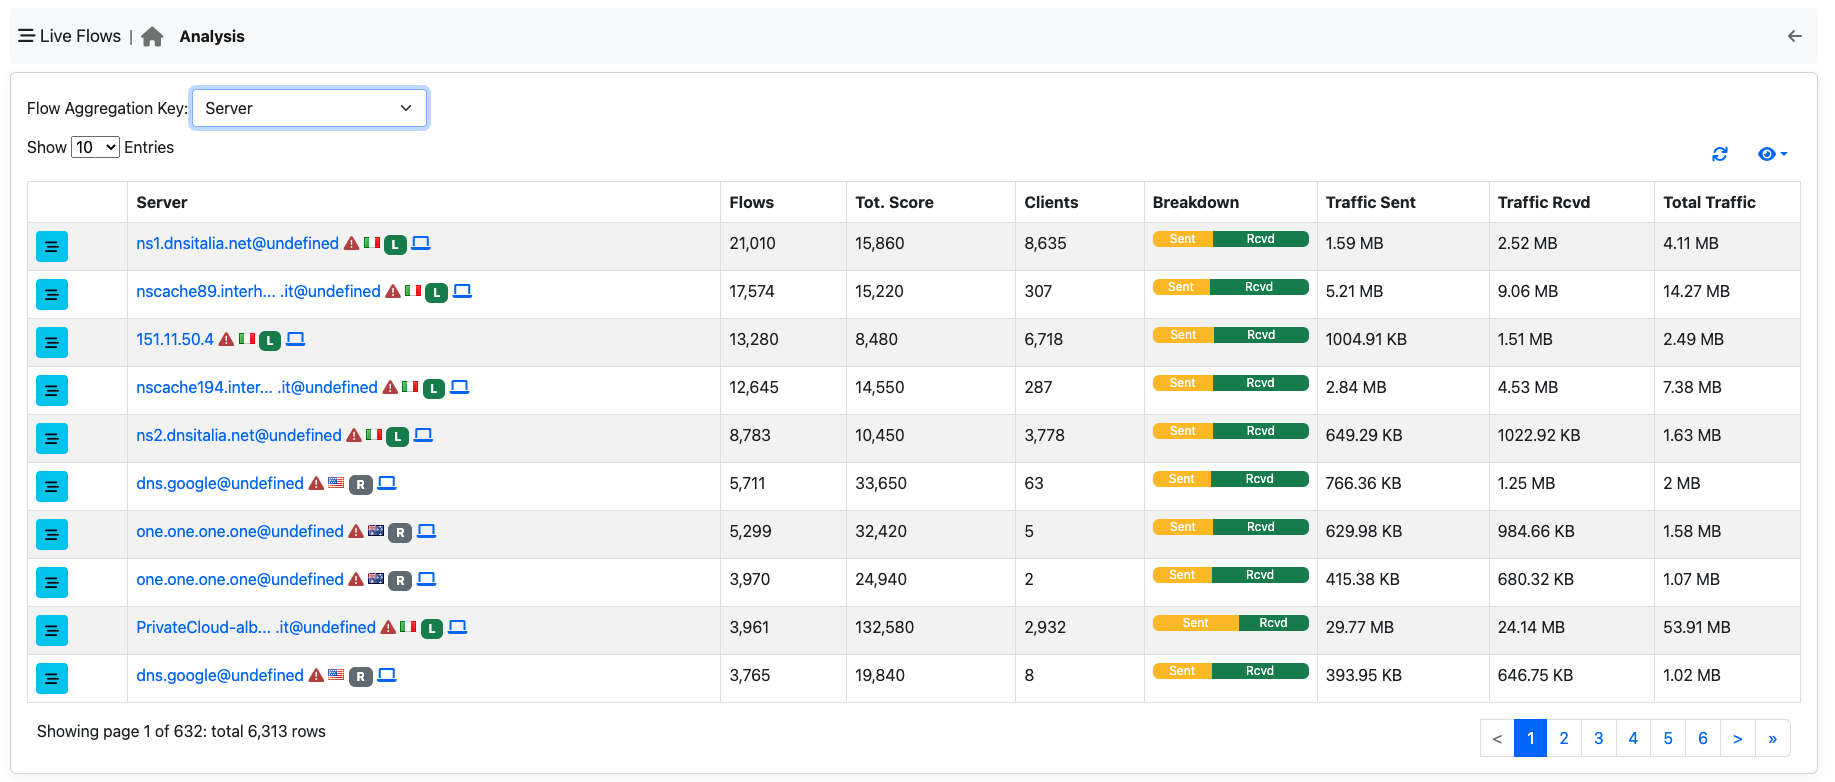 Live Flows | Analysis
Flow Aggregation Key: Server
Show 10 Entries
Server Flows Tot. Score Clients Breakdown Traffic Sent Traffic Rcvd Total Traffic
ns1.dnsitalia.net@undefined L 21,010 15,860 8,635 Sent Rcvd 1.59 MB 2.52 MB 4.11 MB
nscache89.interh... .it@undefined L 17,574 15,220 307 Sent Rcvd 5.21 MB 9.06 MB 14.27 MB
151.11.50.4 L 13,280 8,480 6,718 Sent Rcvd 1004.91 KB 1.51 MB 2.49 MB
nscache194.inter... .it@undefined L 12,645 14,550 287 Sent Rcvd 2.84 MB 4.53 MB 7.38 MB
ns2.dnsitalia.net@undefined L 8,783 10,450 3,778 Sent Rcvd 649.29 KB 1022.92 KB 1.63 MB
dns.google@undefined R 5,711 33,650 63 Sent Rcvd 766.36 KB 1.25 MB 2 MB
one.one.one.one@undefined R 5,299 32,420 5 Sent Rcvd 629.98 KB 984.66 KB 1.58 MB
one.one.one.one@undefined R 3,970 24,940 2 Sent Rcvd 415.38 KB 680.32 KB 1.07 MB
PrivateCloud-alb... .it@undefined L 3,961 132,580 2,932 Sent Rcvd 29.77 MB 24.14 MB 53.91 MB
dns.google@undefined R 3,765 19,840 8 Sent Rcvd 393.95 KB 646.75 KB 1.02 MB
Showing page 1 of 632: total 6,313 rows
< 1 2 3 4 5 6 > »